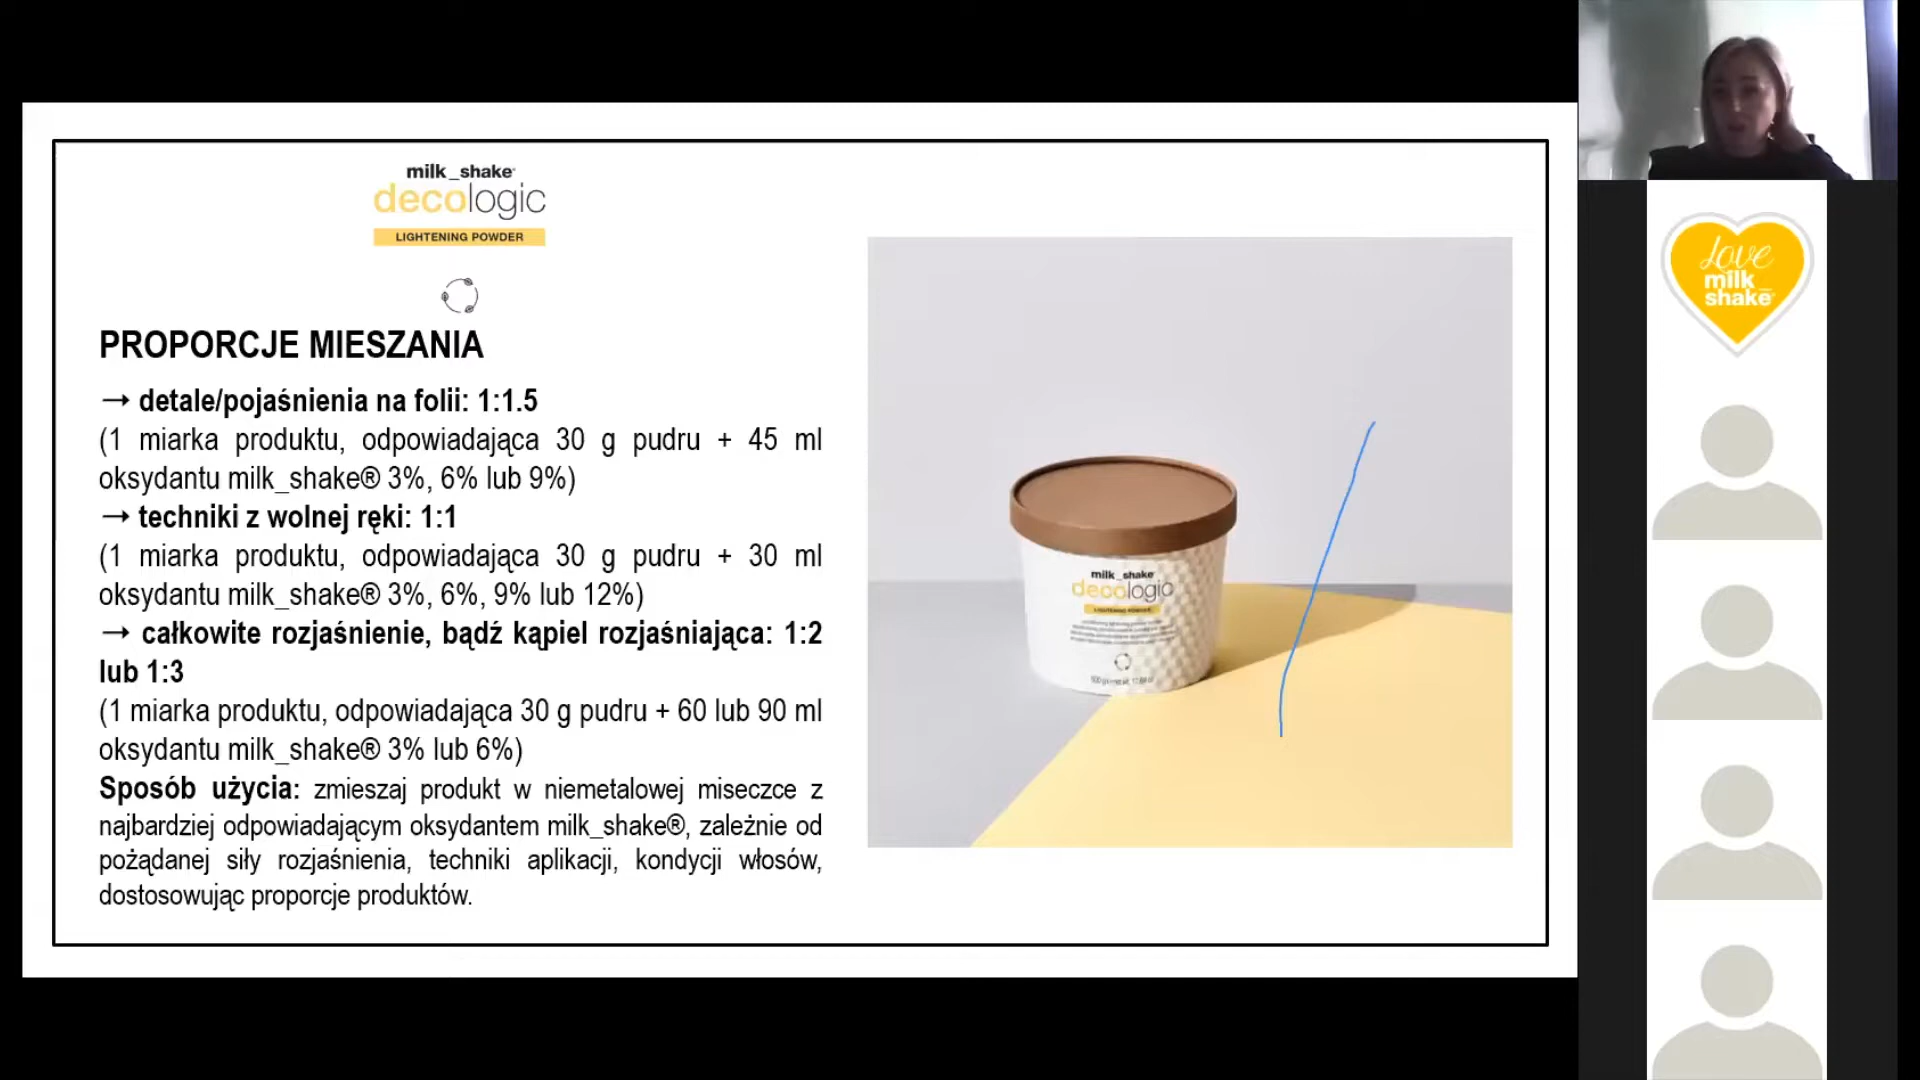 milk_shake®
decologic
LIGHTENING POWDER
PROPORCJE MIESZANIA
→ detale/pojaśnienia na folii: 1:1.5
(1 miarka produktu, odpowiadająca 30 g pudru + 45 ml
oksydantu milk_shake® 3%, 6% lub 9%)
→ techniki z wolnej ręki: 1:1
(1 miarka produktu, odpowiadająca 30 g pudru + 30 ml
oksydantu milk_shake® 3%, 6%, 9% lub 12%)
→ całkowite rozjaśnienie, bądź kąpiel rozjaśniająca: 1:2
lub 1:3
(1 miarka produktu, odpowiadająca 30 g pudru + 60 lub 90 ml
oksydantu milk_shake® 3% lub 6%)
Sposób użycia: zmieszaj produkt w niemetalowej miseczce z
najbardziej odpowiadającym oksydantem milk_shake®, zależnie od
pożądanej siły rozjaśnienia, techniki aplikacji, kondycji włosów,
dostosowując proporcje produktów.
milk_shake®
decologic
LIGHTENING POWDER
Love
milk
shake®